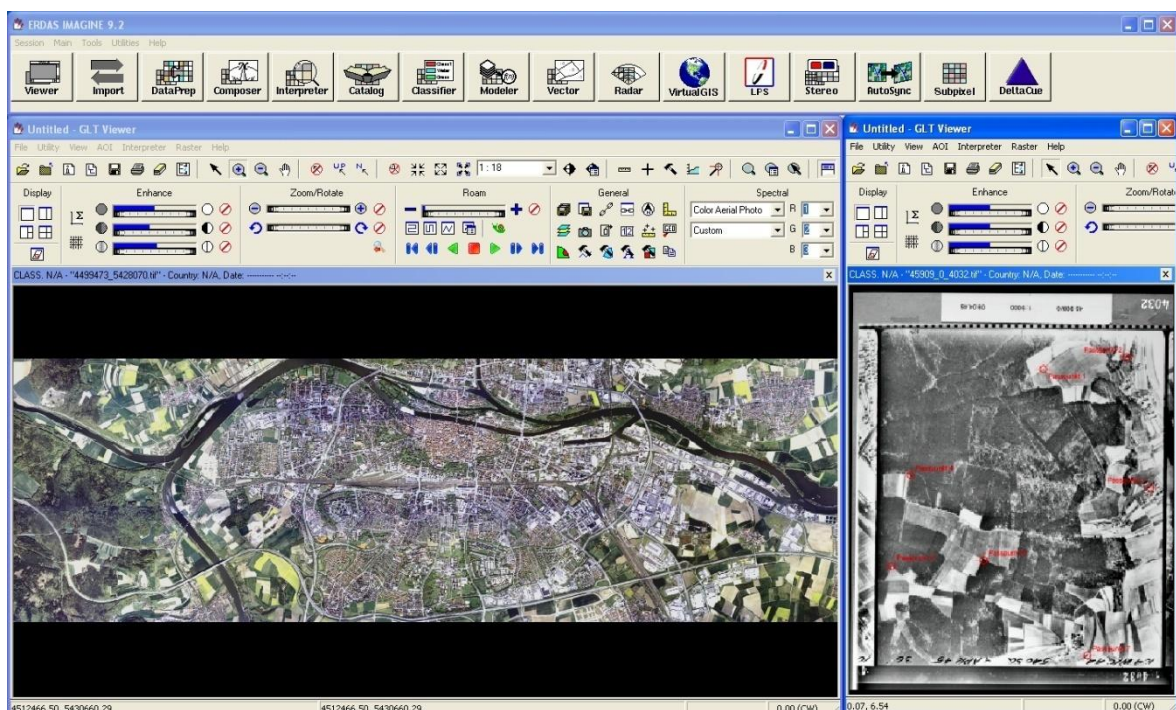 ERDAS IMAGINE 9.2
Session Main Tools Utilities Help
Viewer Import DataPrep Composer Interpreter Catalog Classifier Modeler Vector Radar VirtualGIS LPS Stereo AutoSync Subpixel DeltaCue
Untitled - GLT Viewer
File Utility View AOI Interpreter Raster Help
1 : 18
Display Enhance Zoom/Rotate Roam General Spectral
Color Aerial Photo R 1
Custom G 2
B 3
CLASS. N/A - "4499473_5428070.tif" - Country: N/A, Date: ---------- --:--:--
4512466.50, 5430660.29
4512466.50, 5430660.29
0.00 (CW)
Untitled - GLT Viewer
File Utility View AOI Interpreter Raster Help
Display Enhance Zoom/Rotate
CLASS. N/A - "45909_0_4032.tif" - Country: N/A, Date: ---------- --:--:--
4032
4032
0.07, 6.54
0.00 (CW)